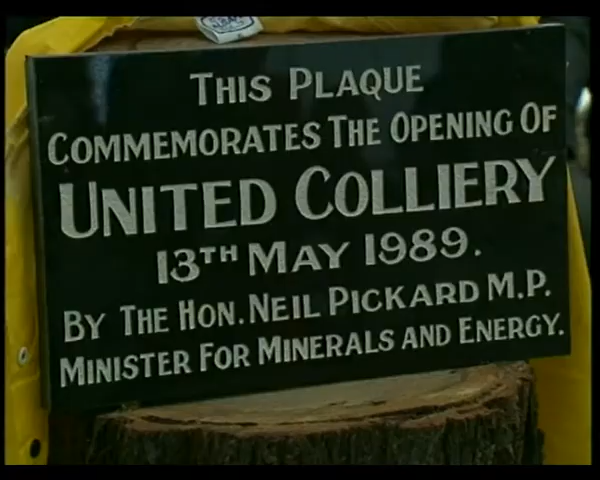 THIS PLAQUE
COMMEMORATES THE OPENING OF
UNITED COLLIERY
13TH MAY 1989.
BY THE HON. NEIL PICKARD M.P.
MINISTER FOR MINERALS AND ENERGY.